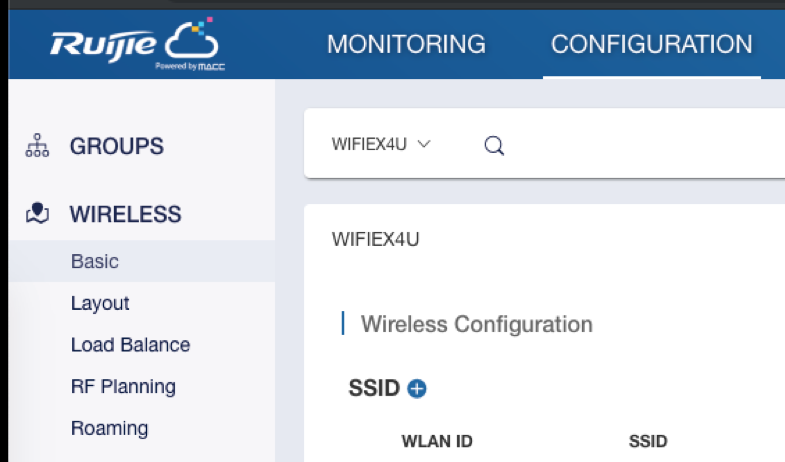 Ruijie
Powered by MACC
MONITORING
CONFIGURATION
GROUPS
WIRELESS
Basic
Layout
Load Balance
RF Planning
Roaming
WIFIEX4U
WIFIEX4U
Wireless Configuration
SSID
WLAN ID
SSID